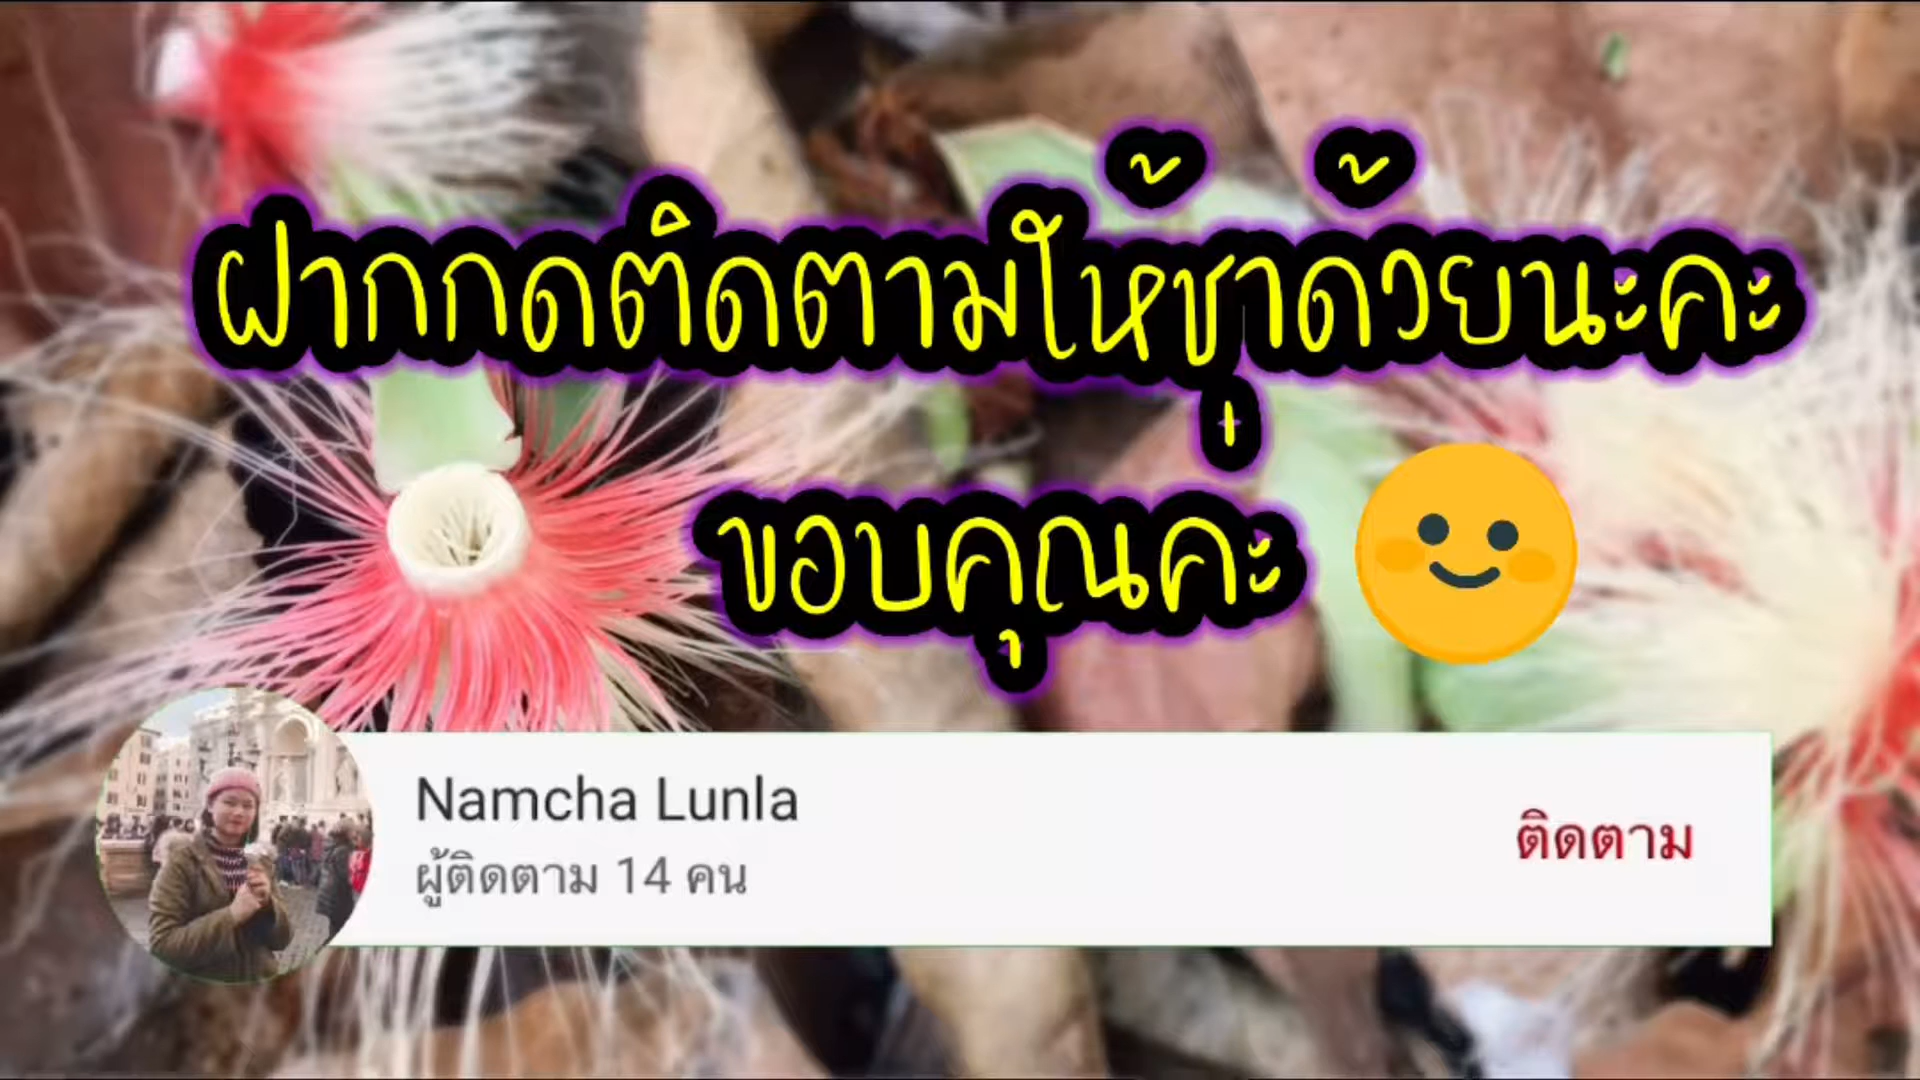 ฝากกดติดตามให้ชุาด้วยนะคะ
ขอบคุณคะ
Namcha Lunla
ผู้ติดตาม 14 คน
ติดตาม